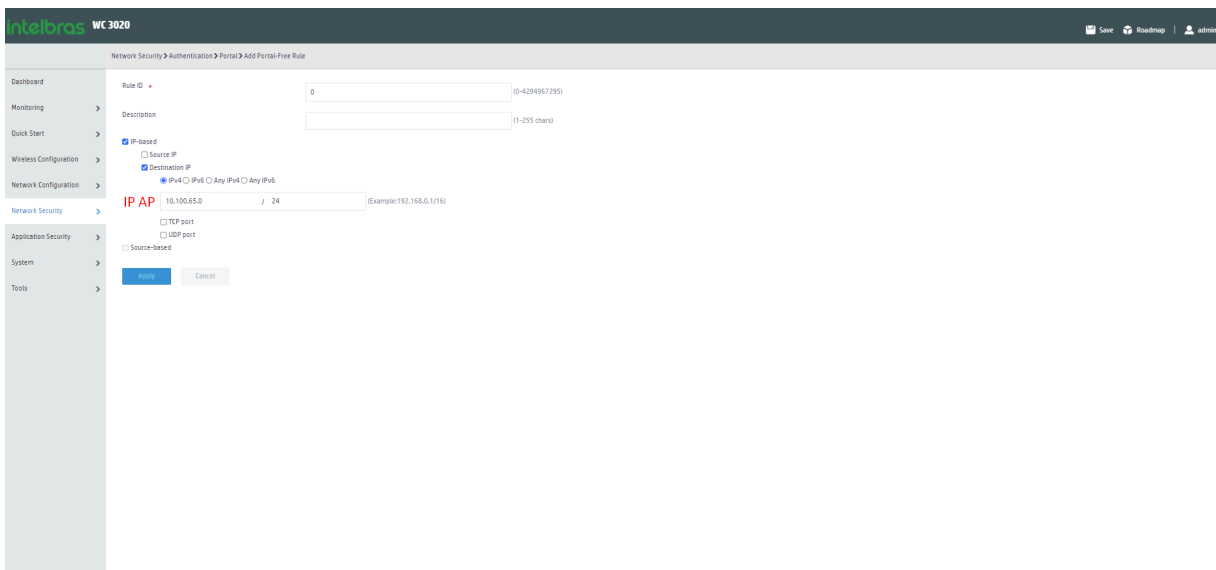 intelbras WC 3020
Save Roadmap | admin
Network Security > Authentication > Portal > Add Portal-Free Rule
Dashboard
Monitoring
Quick Start
Wireless Configuration
Network Configuration
Network Security
Application Security
System
Tools
Rule ID * 0 (0-4294967295)
Description (1-255 chars)
IP-based
Source IP
Destination IP
IPv4 IPv6 Any IPv4 Any IPv6
IP AP 10.100.65.0 / 24 (Example:192.168.0.1/16)
TCP port
UDP port
Source-based
Apply Cancel